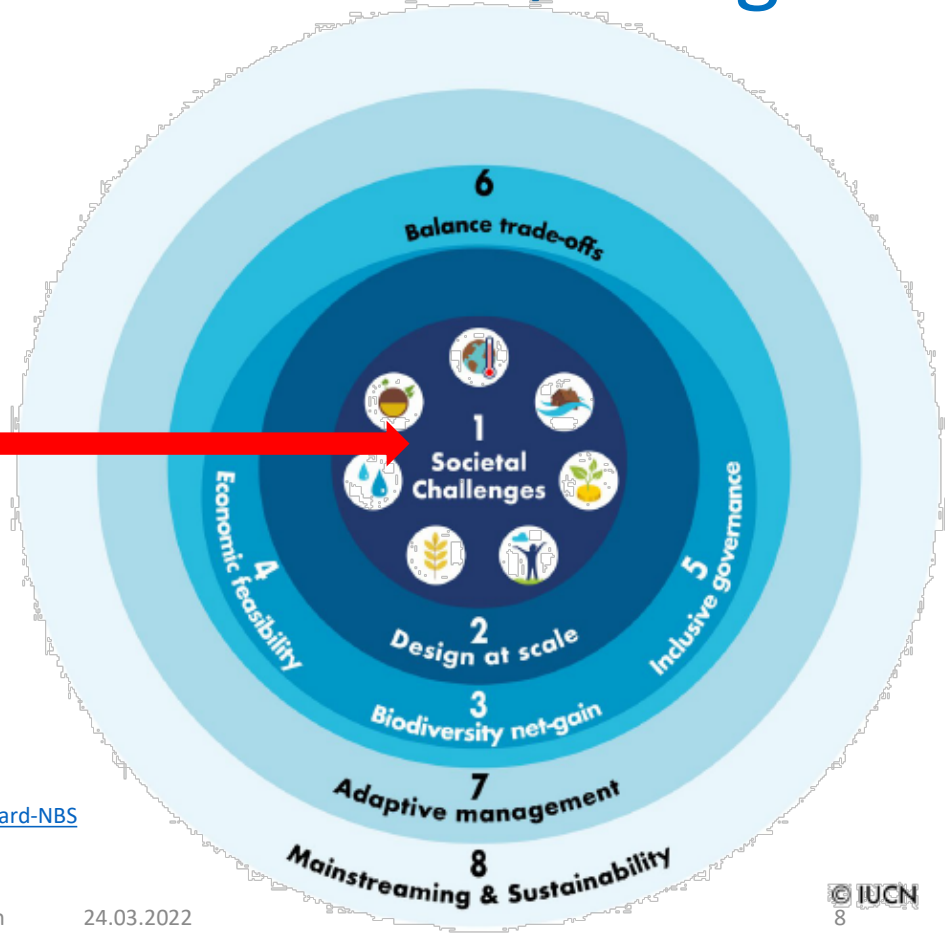 6
Balance trade-offs
1
Societal
Challenges
4
Economic feasibility
5
Inclusive governance
2
Design at scale
3
Biodiversity net-gain
7
Adaptive management
8
Mainstreaming & Sustainability
ard-NBS
24.03.2022
© IUCN
8